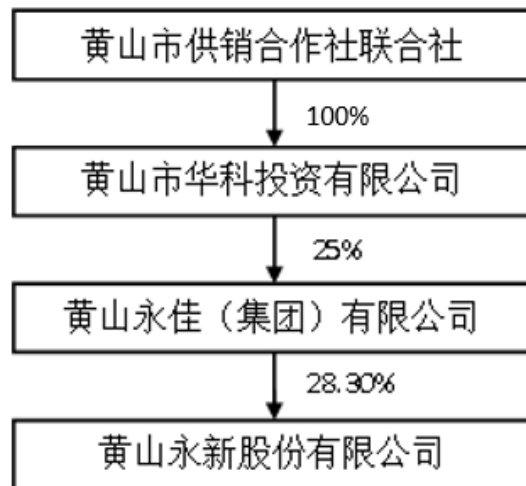 黄山市供销合作社联合社
100%
黄山市华科投资有限公司
25%
黄山永佳（集团）有限公司
28.30%
黄山永新股份有限公司